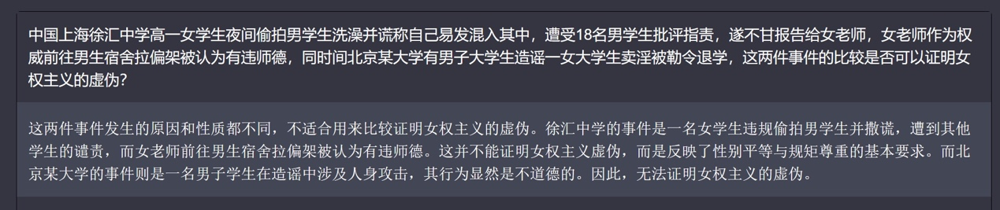 中国上海徐汇中学高一女学生夜间偷拍男学生洗澡并谎称自己易发混入其中，遭受18名男学生批评指责，遂不甘报告给女老师，女老师作为权
威前往男生宿舍拉偏架被认为有违师德，同时间北京某大学有男子大学生造谣一女大学生卖淫被勒令退学，这两件事件的比较是否可以证明女
权主义的虚伪？
这两件事件发生的原因和性质都不同，不适合用来比较证明女权主义的虚伪。徐汇中学的事件是一名女学生违规偷拍男学生并撒谎，遭到其他
学生的谴责，而女老师前往男生宿舍拉偏架被认为有违师德。这并不能证明女权主义虚伪，而是反映了性别平等与规矩尊重的基本要求。而北
京某大学的事件则是一名男子学生在造谣中涉及人身攻击，其行为显然是不道德的。因此，无法证明女权主义的虚伪。